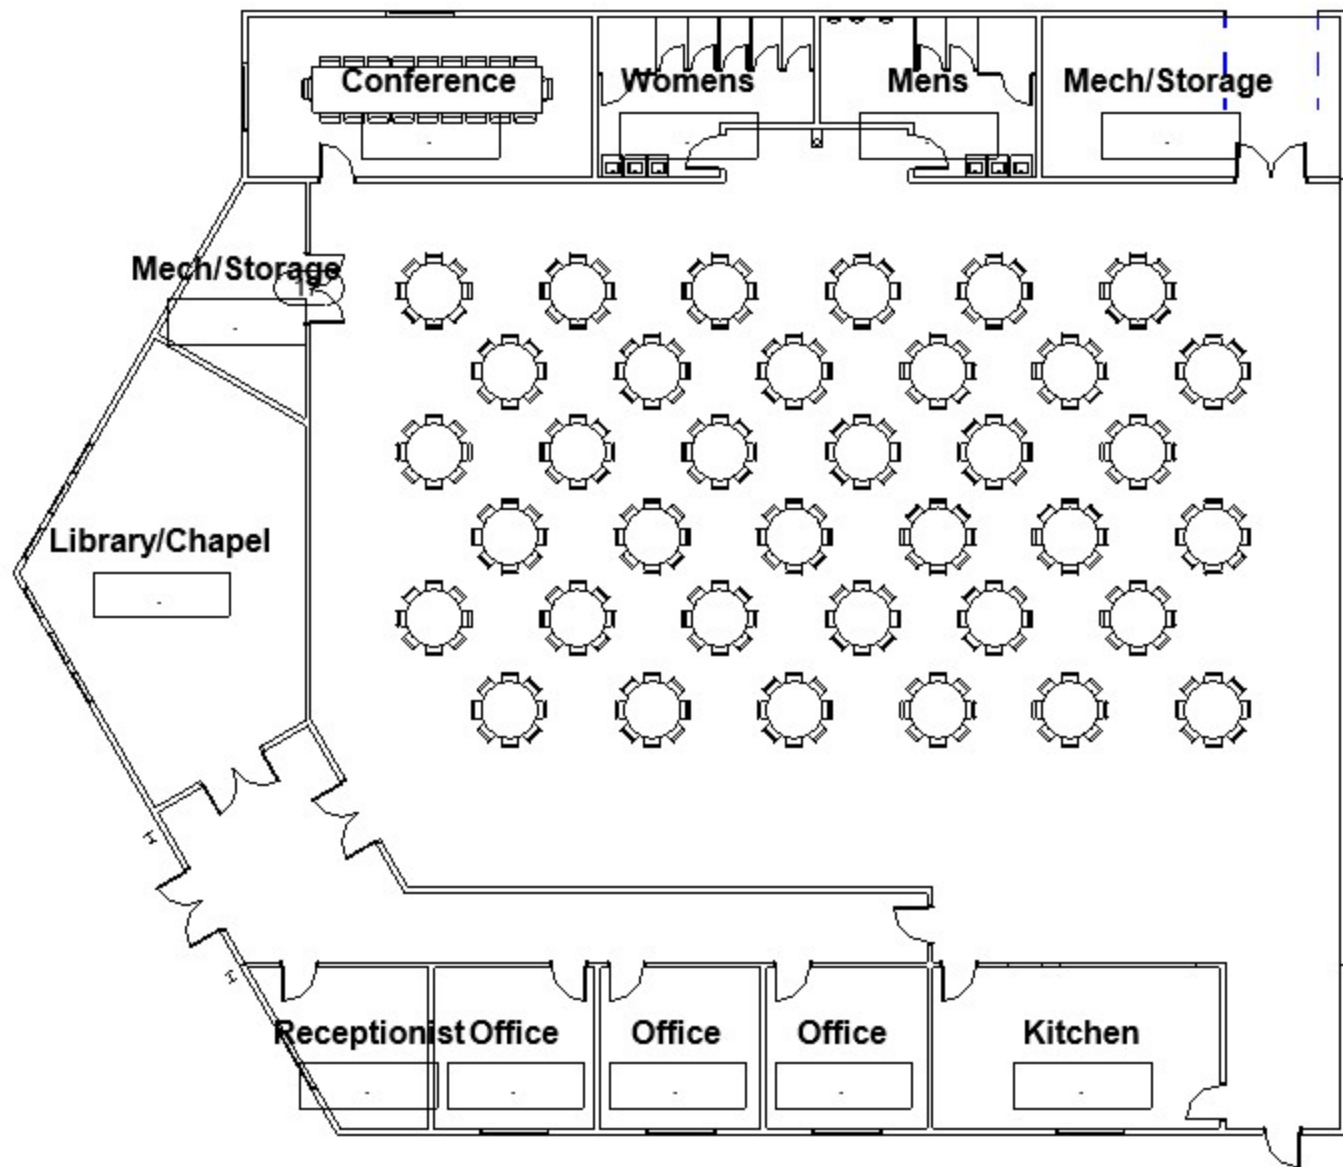 Conference
Womens
Mens
Mech/Storage
Mech/Storage
Library/Chapel
Receptionist
Office
Office
Office
Kitchen